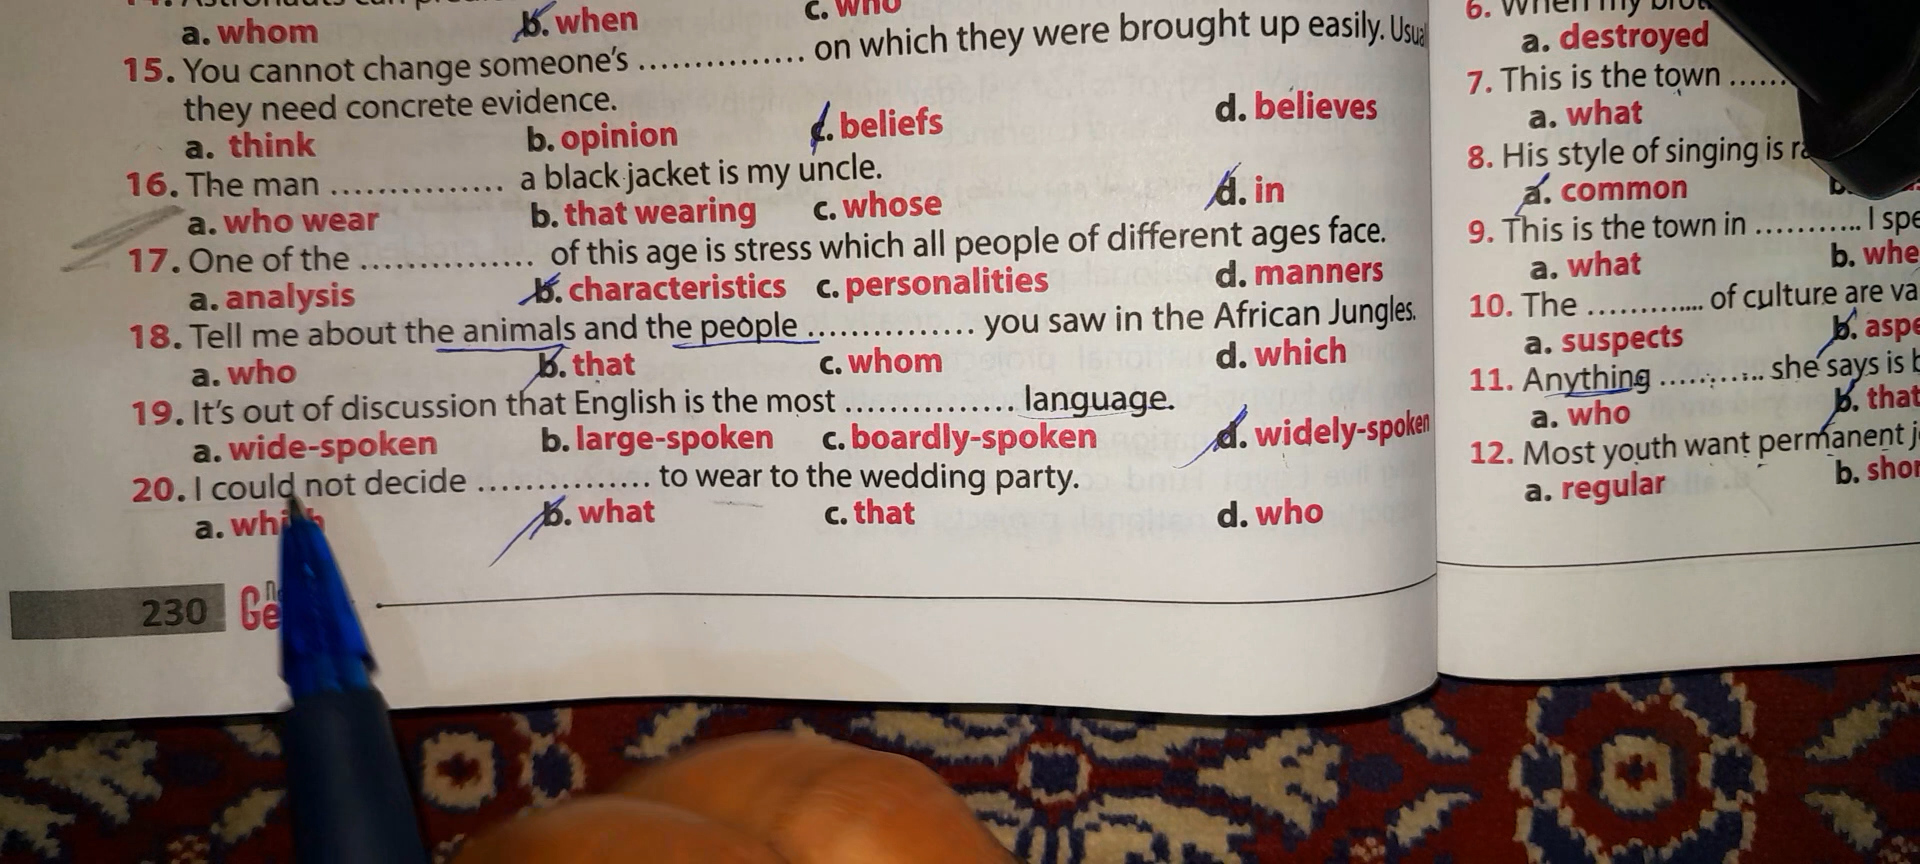 a. whom b. when c. who
15. You cannot change someone's ............... on which they were brought up easily.
they need concrete evidence.
a. think b. opinion c. beliefs d. believes
16. The man ............... a black jacket is my uncle.
a. who wear b. that wearing c. whose d. in
17. One of the ............... of this age is stress which all people of different ages face.
a. analysis b. characteristics c. personalities d. manners
18. Tell me about the animals and the people ............... you saw in the African Jungles.
a. who b. that c. whom d. which
19. It's out of discussion that English is the most ............... language.
a. wide-spoken b. large-spoken c. boardly-spoken d. widely-spoken
20. I could not decide ............... to wear to the wedding party.
a. b. what c. that d. who
230
6. When my
a. destroyed
7. This is the town ......
a. what
8. His style of singing is
a. common
9. This is the town in ........... I
a. what b.
10. The ............ of culture are
a. suspects b.
11. Anything ........... she says is
a. who b. that
12. Most youth want permanent
a. regular b.